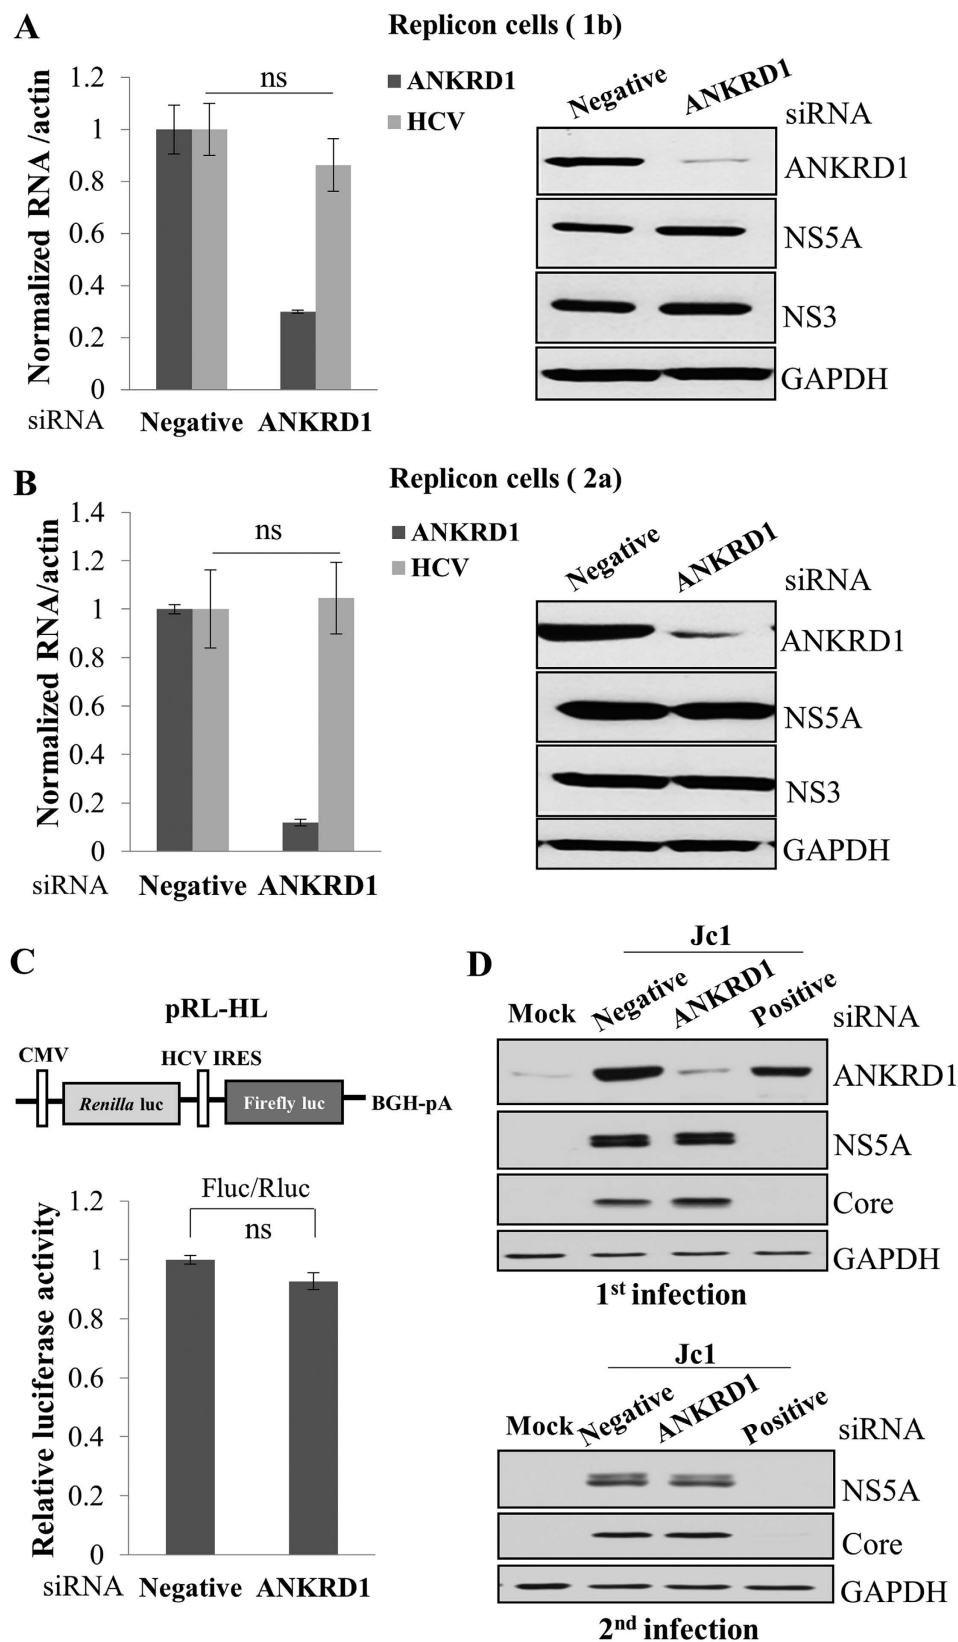 A
Replicon cells ( 1b)
Normalized RNA/actin
1.2
1
0.8
0.6
0.4
0.2
0
ns
ANKRD1
HCV
siRNA Negative ANKRD1
Negative ANKRD1 siRNA
ANKRD1
NS5A
NS3
GAPDH
B
Replicon cells ( 2a)
Normalized RNA/actin
1.4
1.2
1
0.8
0.6
0.4
0.2
0
ns
ANKRD1
HCV
siRNA Negative ANKRD1
Negative ANKRD1 siRNA
ANKRD1
NS5A
NS3
GAPDH
C
pRL-HL
CMV HCV IRES
Renilla luc Firefly luc BGH-pA
Relative luciferase activity
1.2
1
0.8
0.6
0.4
0.2
0
Fluc/Rluc
ns
siRNA Negative ANKRD1
D
Jc1
Mock Negative ANKRD1 Positive siRNA
ANKRD1
NS5A
Core
GAPDH
1st infection
Jc1
Mock Negative ANKRD1 Positive siRNA
NS5A
Core
GAPDH
2nd infection